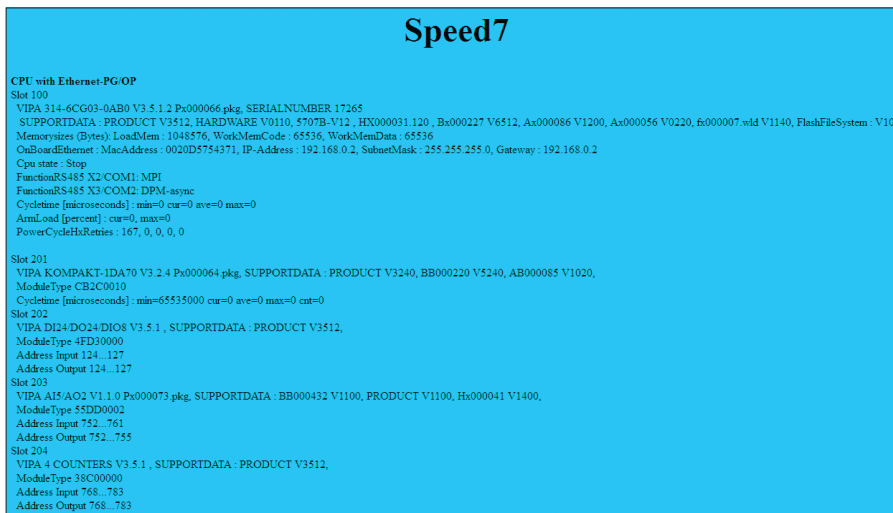 Speed7
CPU with Ethernet-PG/OP
Slot 100
VIPA 314-6CG03-0AB0 V3.5.1.2 Px000066.pkg, SERIALNUMBER 17265
SUPPORTDATA : PRODUCT V3512, HARDWARE V0110, 5707B-V12 , HX000031.120 , Bx000227 V6512, Ax000086 V1200, Ax000056 V0220, fx000007.wld V1140, FlashFileSystem : V10
Memorysizes (Bytes): LoadMem : 1048576, WorkMemCode : 65536, WorkMemData : 65536
OnBoardEthernet : MacAddress : 0020D5754371, IP-Address : 192.168.0.2, SubnetMask : 255.255.255.0, Gateway : 192.168.0.2
Cpu state : Stop
FunctionRS485 X2/COM1: MPI
FunctionRS485 X3/COM2: DPM-async
Cycletime [microseconds] : min=0 cur=0 ave=0 max=0
ArmLoad [percent] : cur=0, max=0
PowerCycleHxRetries : 167, 0, 0, 0, 0
Slot 201
VIPA KOMPAKT-1DA70 V3.2.4 Px000064.pkg, SUPPORTDATA : PRODUCT V3240, BB000220 V5240, AB000085 V1020,
ModuleType CB2C0010
Cycletime [microseconds] : min=65535000 cur=0 ave=0 max=0 cnt=0
Slot 202
VIPA DI24/DO24/DIO8 V3.5.1 , SUPPORTDATA : PRODUCT V3512,
ModuleType 4FD30000
Address Input 124...127
Address Output 124...127
Slot 203
VIPA AI5/AO2 V1.1.0 Px000073.pkg, SUPPORTDATA : BB000432 V1100, PRODUCT V1100, Hx000041 V1400,
ModuleType 55DD0002
Address Input 752...761
Address Output 752...755
Slot 204
VIPA 4 COUNTERS V3.5.1 , SUPPORTDATA : PRODUCT V3512,
ModuleType 38C00000
Address Input 768...783
Address Output 768...783